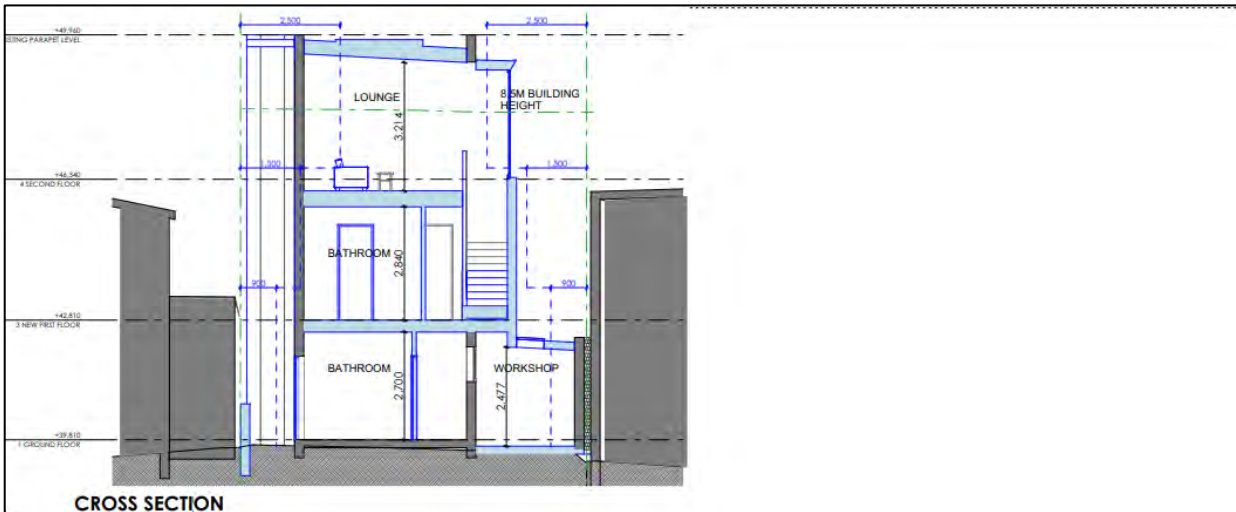 2,500
2,500
+49,960
ISTING PARAPET LEVEL
LOUNGE
8.5M BUILDING
HEIGHT
3,214
1,500
1,500
+46,540
4 SECOND FLOOR
BATHROOM
2,840
900
900
+42,810
3 NEW FIRST FLOOR
BATHROOM
2,700
WORKSHOP
2,477
+39,810
1 GROUND FLOOR
CROSS SECTION